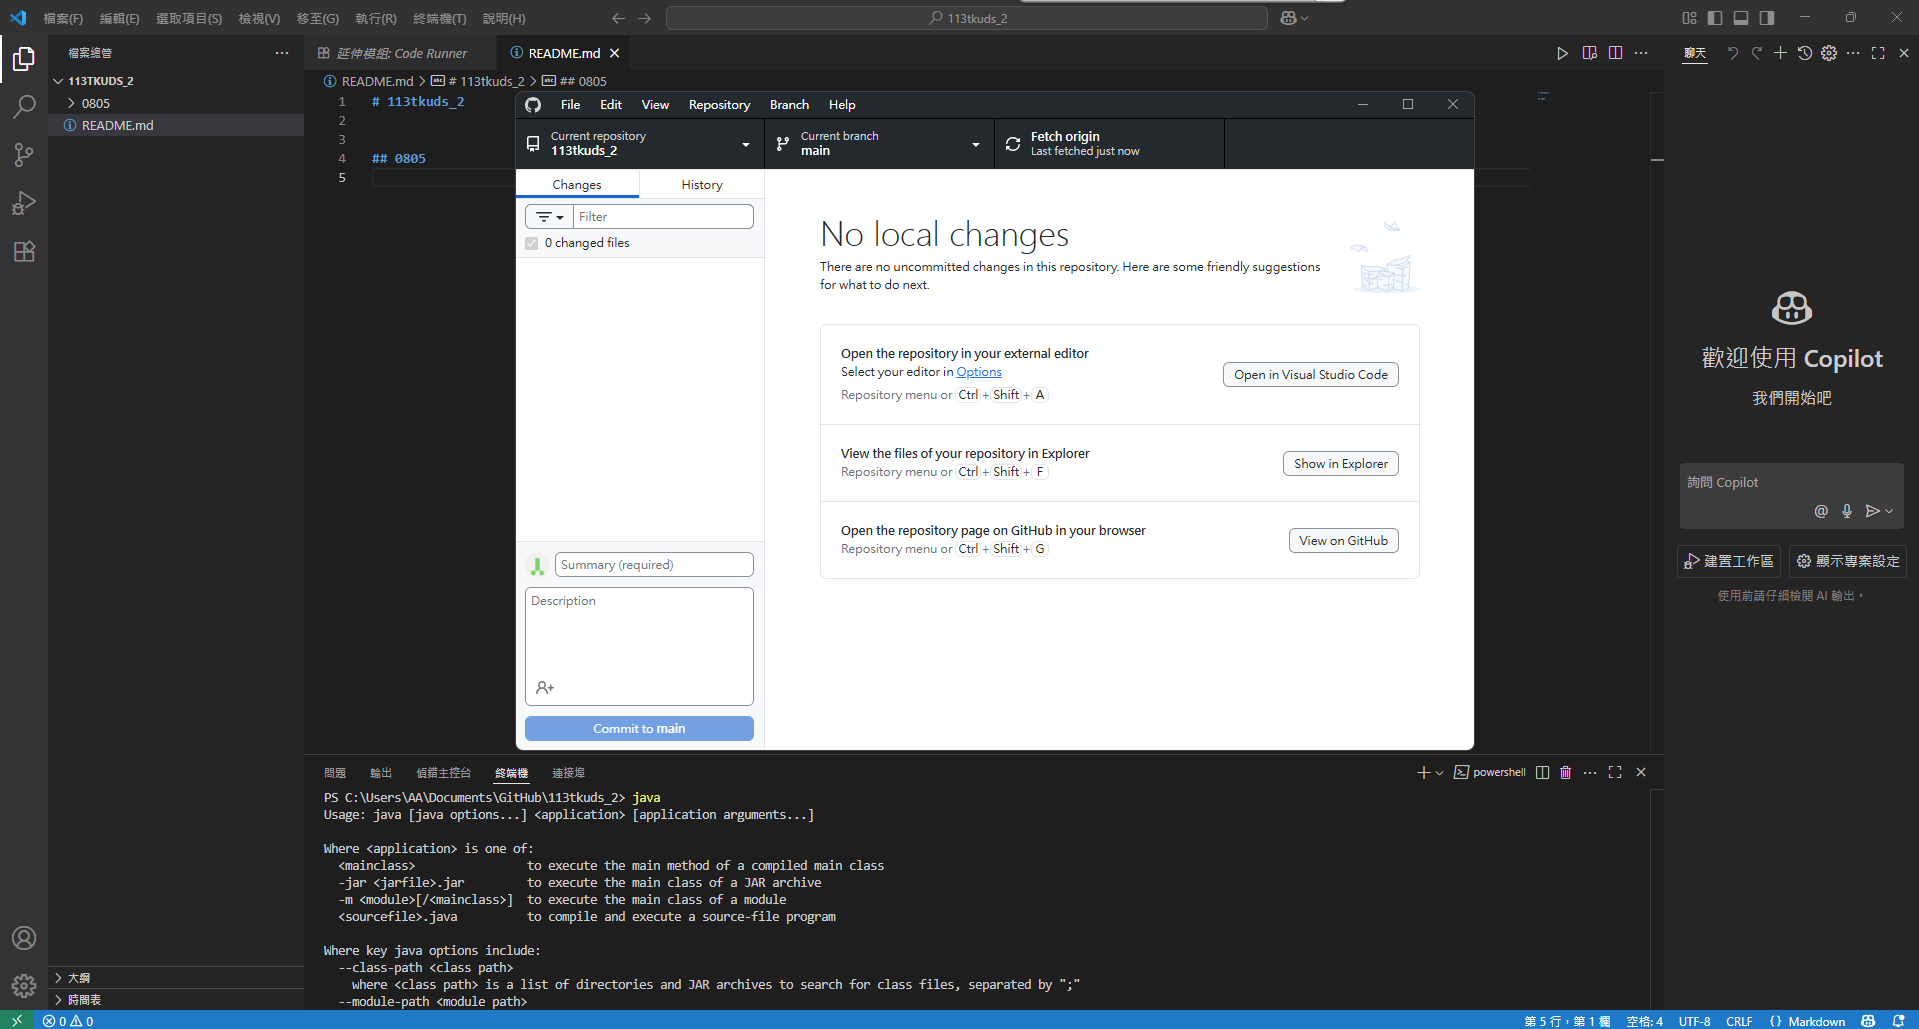 檔案(F) 編輯(E) 選取項目(S) 檢視(V) 移至(G) 執行(R) 終端機(T) 說明(H)
113tkuds_2
檔案總管
113TKUDS_2
0805
README.md
大綱
時間表
延伸模組: Code Runner
README.md
README.md > # 113tkuds_2 > ## 0805
1 # 113tkuds_2
2
3
4 ## 0805
5
File Edit View Repository Branch Help
Current repository
113tkuds_2
Current branch
main
Fetch origin
Last fetched just now
Changes
History
Filter
0 changed files
Summary (required)
Description
Commit to main
No local changes
There are no uncommitted changes in this repository. Here are some friendly suggestions
for what to do next.
Open the repository in your external editor
Select your editor in Options
Repository menu or Ctrl + Shift + A
Open in Visual Studio Code
View the files of your repository in Explorer
Repository menu or Ctrl + Shift + F
Show in Explorer
Open the repository page on GitHub in your browser
Repository menu or Ctrl + Shift + G
View on GitHub
問題 輸出 偵錯主控台 終端機 連接埠
powershell
PS C:\Users\AA\Documents\GitHub\113tkuds_2> java
Usage: java [java options...] <application> [application arguments...]
Where <application> is one of:
<mainclass> to execute the main method of a compiled main class
-jar <jarfile>.jar to execute the main class of a JAR archive
-m <module>[/<mainclass>] to execute the main class of a module
<sourcefile>.java to compile and execute a source-file program
Where key java options include:
--class-path <class path>
where <class path> is a list of directories and JAR archives to search for class files, separated by ";"
--module-path <module path>
聊天
歡迎使用 Copilot
我們開始吧
詢問 Copilot
建置工作區
顯示專案設定
使用前請仔細檢閱 AI 輸出。
0 0
第 5 行，第 1 欄 空格: 4 UTF-8 CRLF {} Markdown